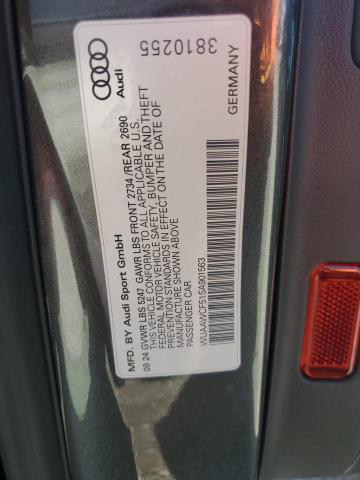 Audi
3810255
MFD. BY Audi Sport GmbH
09 24 GVWR LBS 5247 GAWR LBS FRONT 2734 /REAR 2690
THIS VEHICLE CONFORMS TO ALL APPLICABLE U.S.
FEDERAL MOTOR VEHICLE SAFETY, BUMPER AND THEFT
PREVENTION STANDARDS IN EFFECT ON THE DATE OF
MANUFACTURE SHOWN ABOVE
PASSENGER CAR
WUAAWCF51SA901563
GERMANY